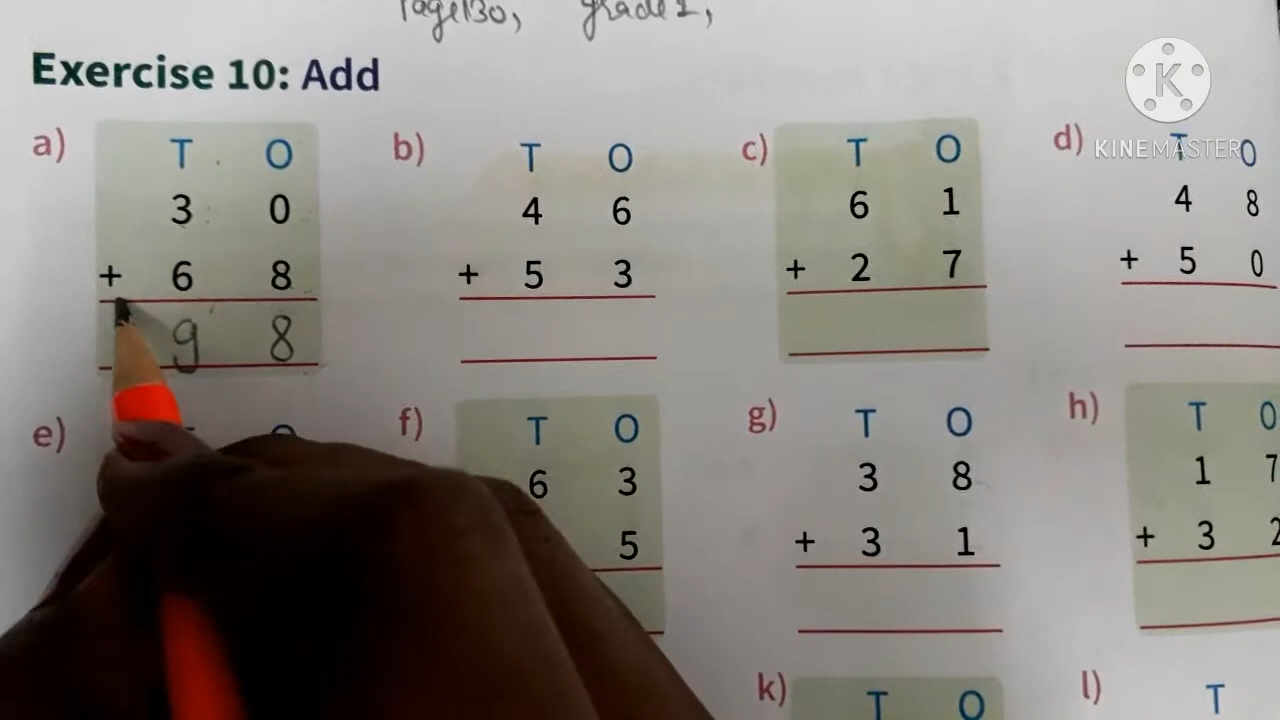 Page 130, grade 1,
Exercise 10: Add
K
KINEMASTER
a) T O
3 0
+ 6 8
9 8
b) T O
4 6
+ 5 3
c) T O
6 1
+ 2 7
d) T O
4 8
+ 5 0
e) O
f) T O
6 3
5
g) T O
3 8
+ 3 1
h) T O
1 7
+ 3 2
k) T O
l) T